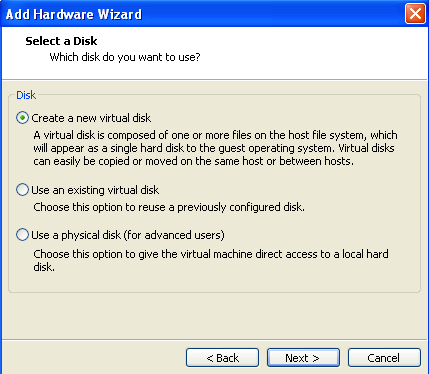 Add Hardware Wizard
Select a Disk
Which disk do you want to use?
Disk
Create a new virtual disk
A virtual disk is composed of one or more files on the host file system, which
will appear as a single hard disk to the guest operating system. Virtual disks
can easily be copied or moved on the same host or between hosts.
Use an existing virtual disk
Choose this option to reuse a previously configured disk.
Use a physical disk (for advanced users)
Choose this option to give the virtual machine direct access to a local hard
disk.
< Back Next > Cancel